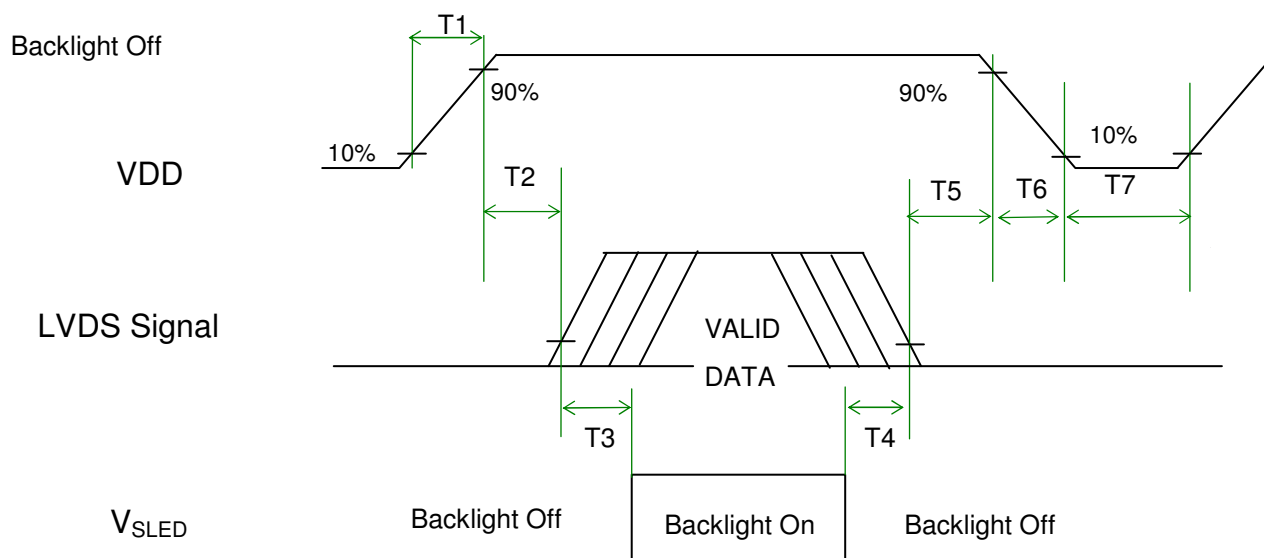 T1
Backlight Off
90%
90%
10%
10%
VDD
T2
T5
T6
T7
LVDS Signal
VALID
DATA
T3
T4
VSLED
Backlight Off
Backlight On
Backlight Off